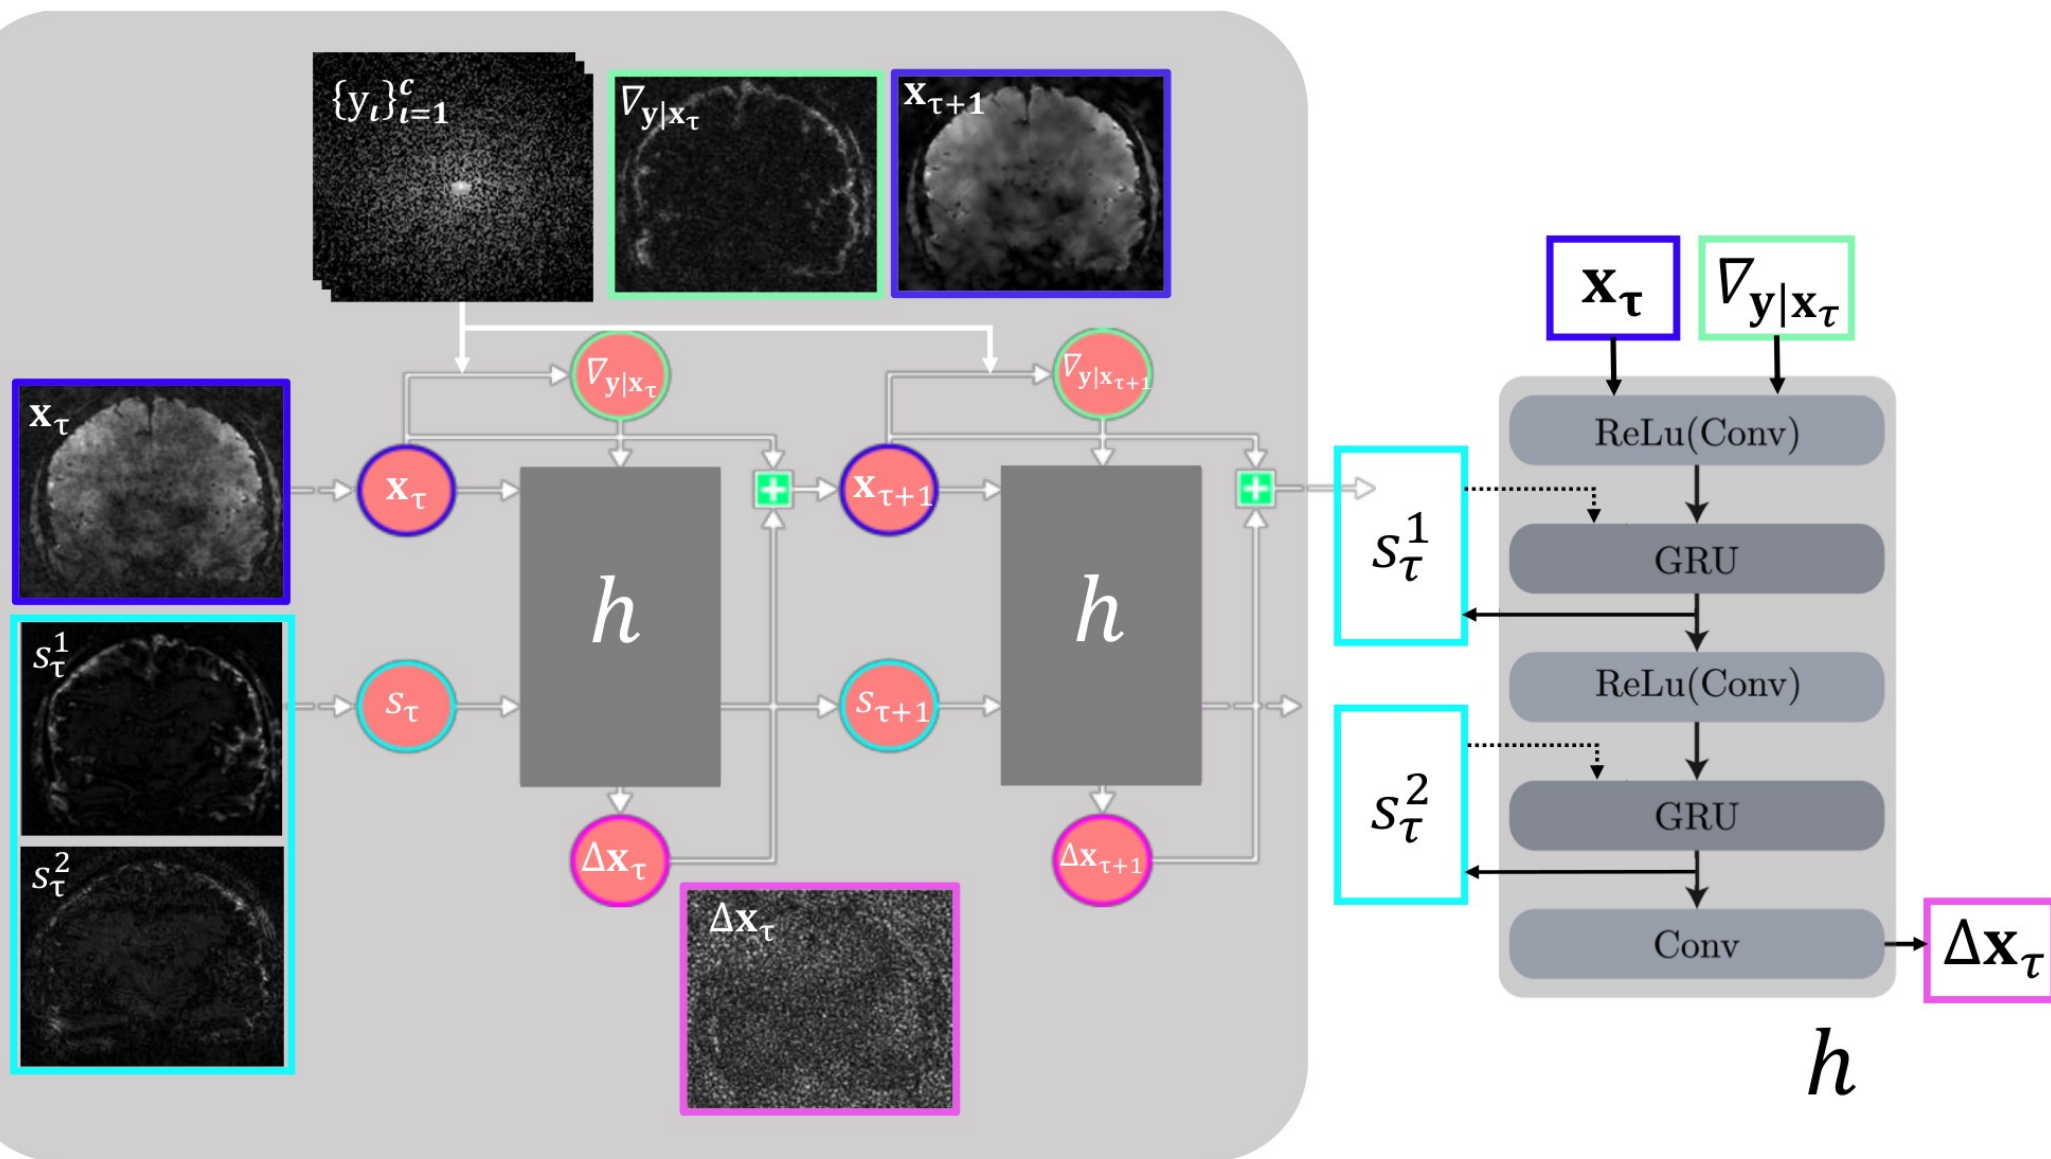 {y_ι}^c_{ι=1}
∇_{y|x_τ}
x_{τ+1}
x_τ
∇_{y|x_τ}
∇_{y|x_{τ+1}}
x_τ
x_{τ+1}
h
h
s^1_τ
s_τ
s_{τ+1}
s^2_τ
Δx_τ
Δx_{τ+1}
Δx_τ
x_τ
∇_{y|x_τ}
ReLu(Conv)
s^1_τ
GRU
ReLu(Conv)
s^2_τ
GRU
Conv
Δx_τ
h